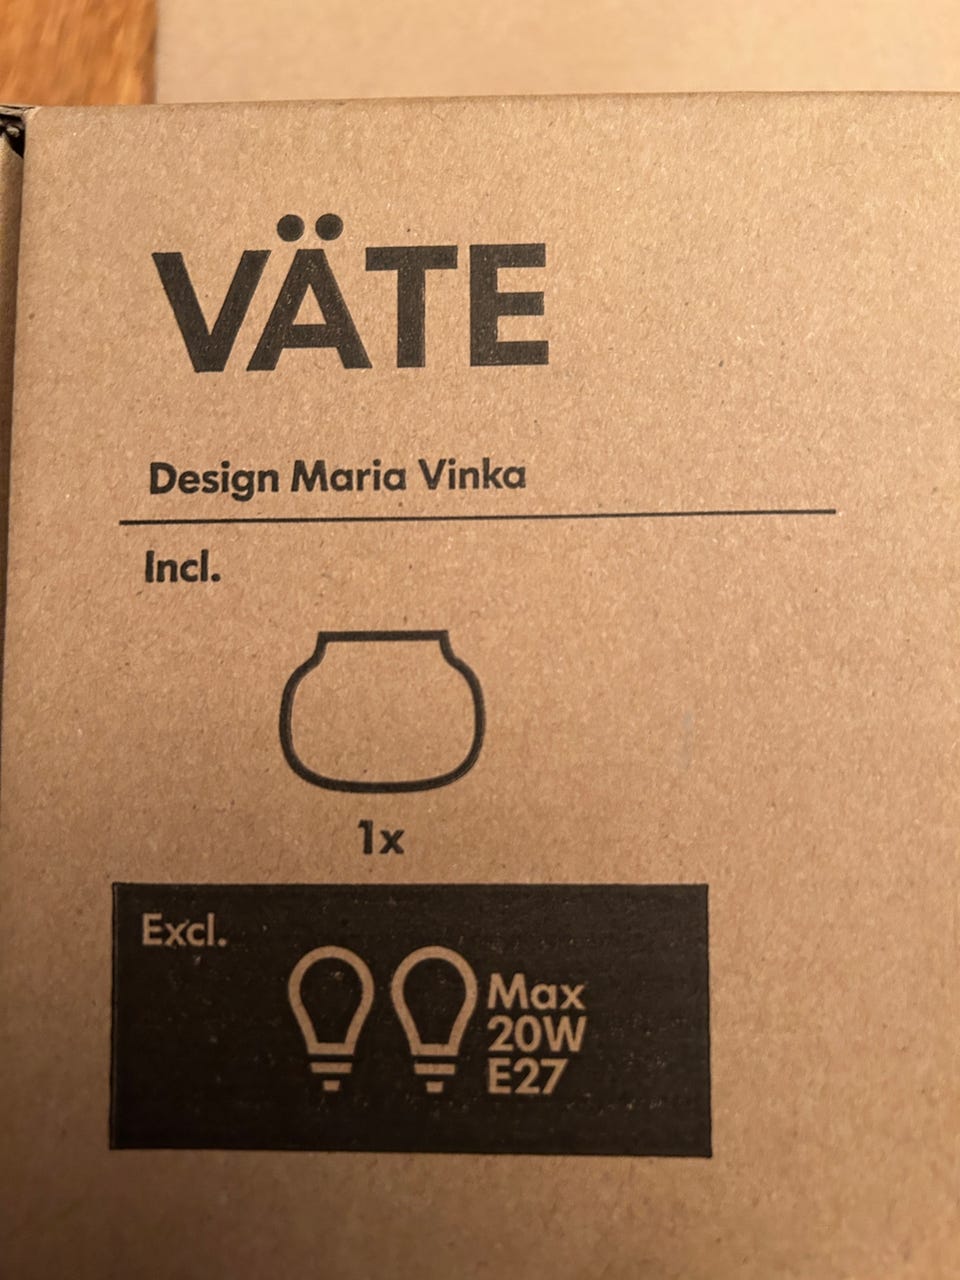 VÄTE
Design Maria Vinka
Incl.
1x
Excl.
Max
20W
E27